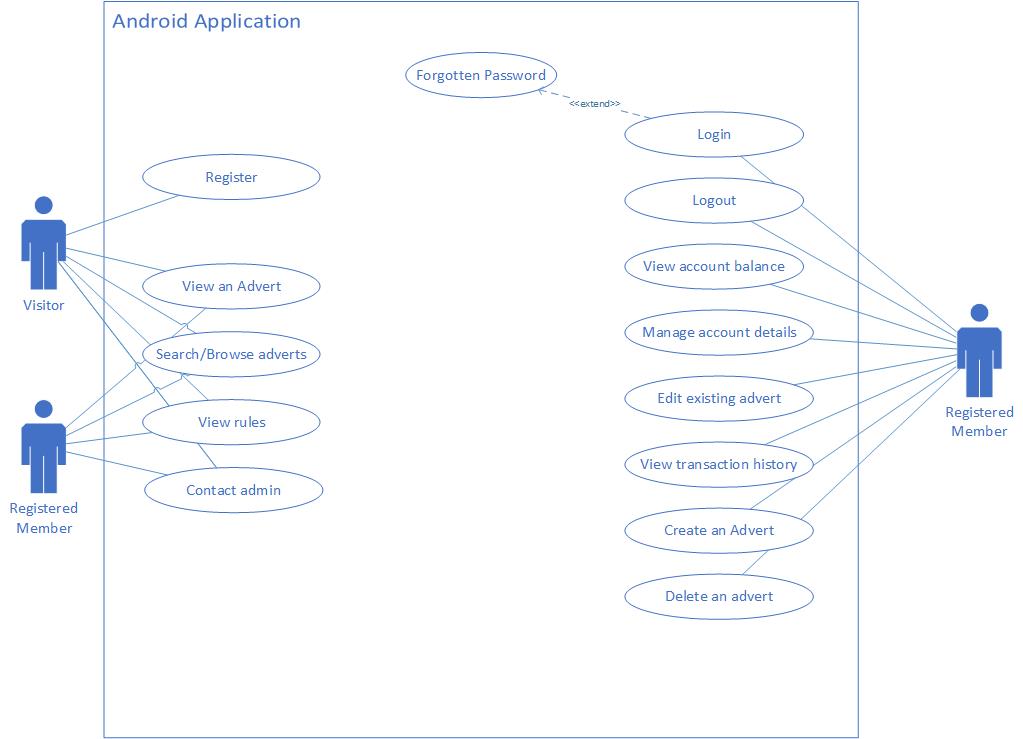 Android Application
Forgotten Password
<<extend>>
Login
Register
Logout
View account balance
View an Advert
Visitor
Manage account details
Search/Browse adverts
Edit existing advert
Registered
Member
View rules
View transaction history
Contact admin
Registered
Member
Create an Advert
Delete an advert